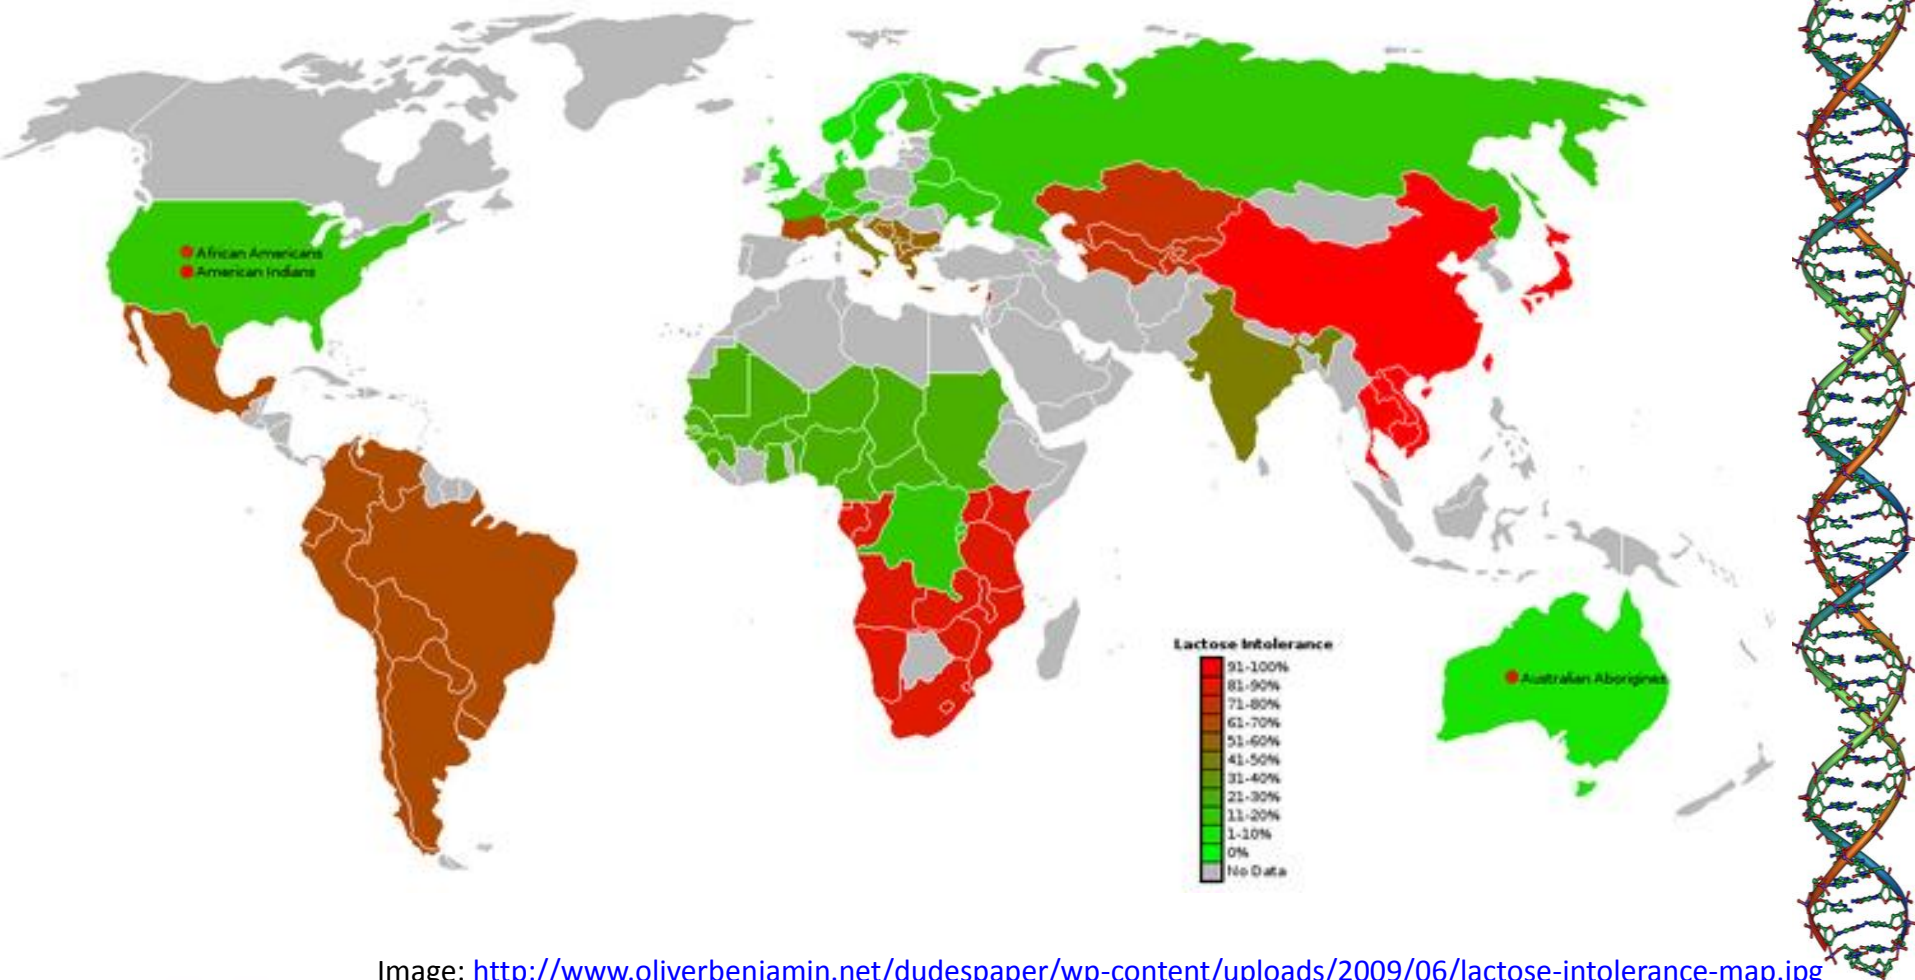 African Americans
American Indians
Lactose Intolerance
91-100%
81-90%
71-80%
61-70%
51-60%
41-50%
31-40%
21-30%
11-20%
1-10%
0%
No Data
Australian Aborigines
Image: http://www.oliverbenjamin.net/dudespaper/wp-content/uploads/2009/06/lactose-intolerance-map.jpg